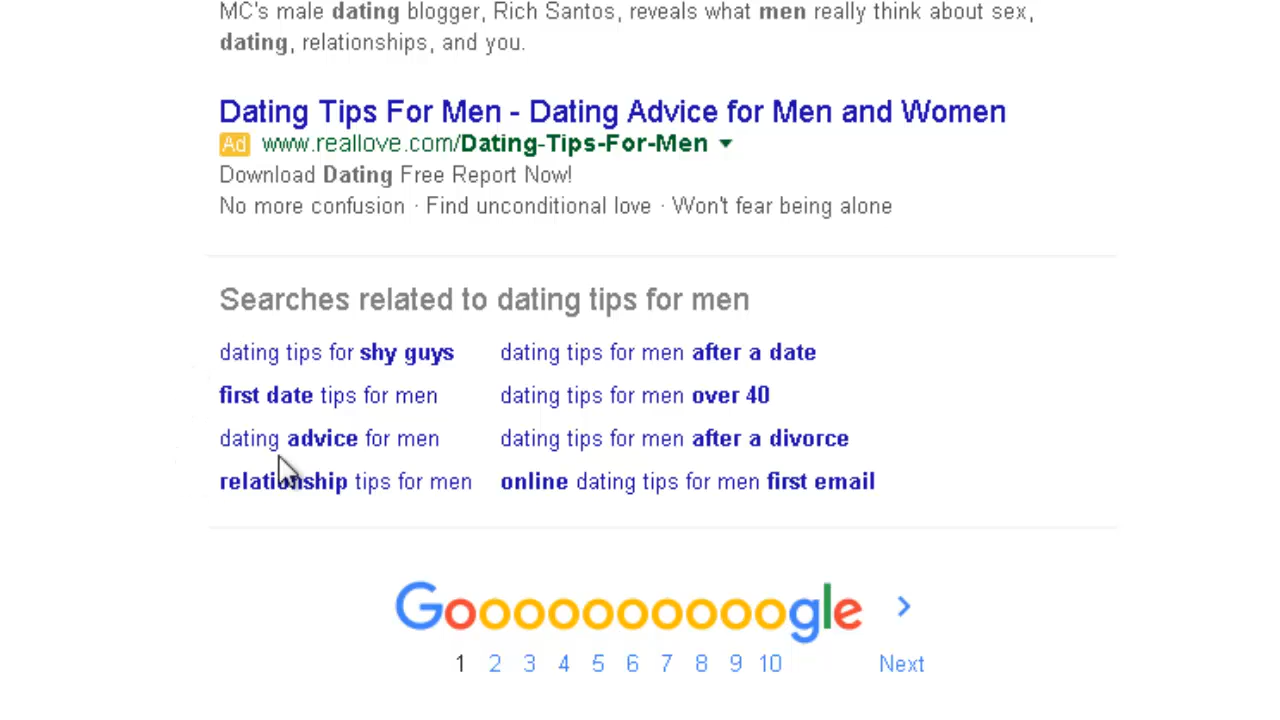 MC's male dating blogger, Rich Santos, reveals what men really think about sex,
dating, relationships, and you.
Dating Tips For Men - Dating Advice for Men and Women
Ad www.reallove.com/Dating-Tips-For-Men
Download Dating Free Report Now!
No more confusion · Find unconditional love · Won't fear being alone
Searches related to dating tips for men
dating tips for shy guys
first date tips for men
dating advice for men
relationship tips for men
dating tips for men after a date
dating tips for men over 40
dating tips for men after a divorce
online dating tips for men first email
Goooooooooogle
1 2 3 4 5 6 7 8 9 10 Next